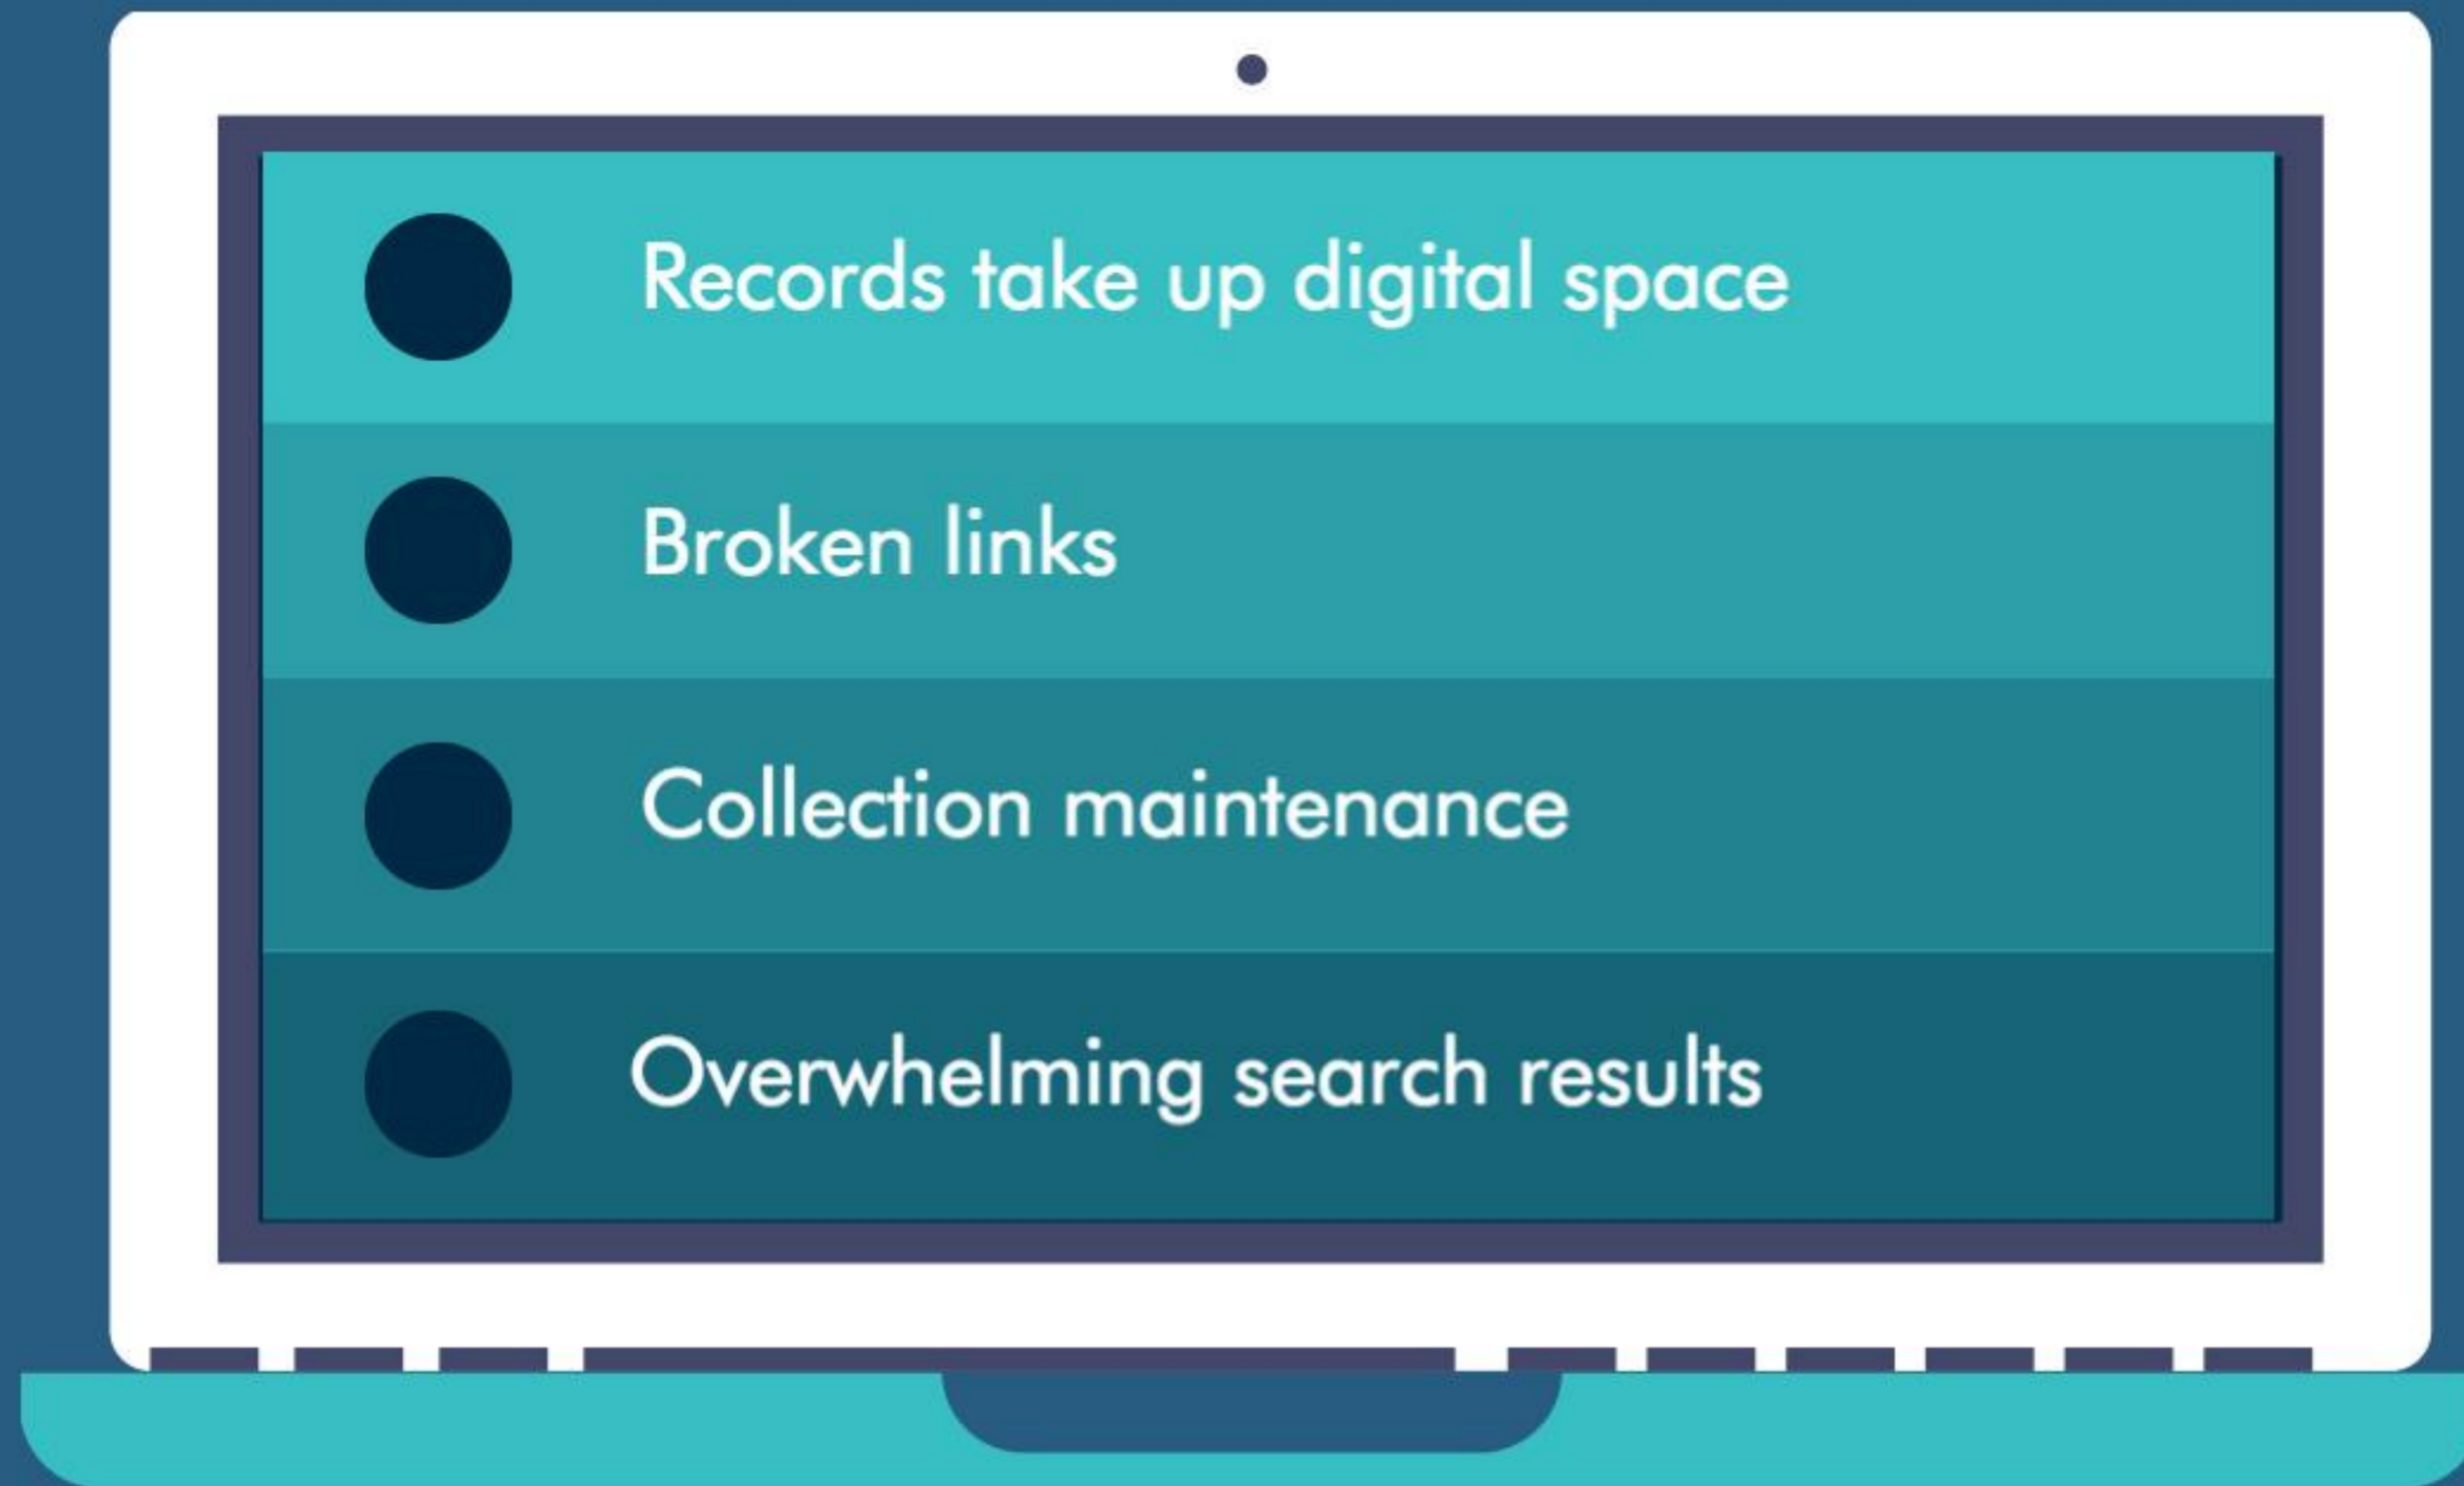 Records take up digital space
Broken links
Collection maintenance
Overwhelming search results